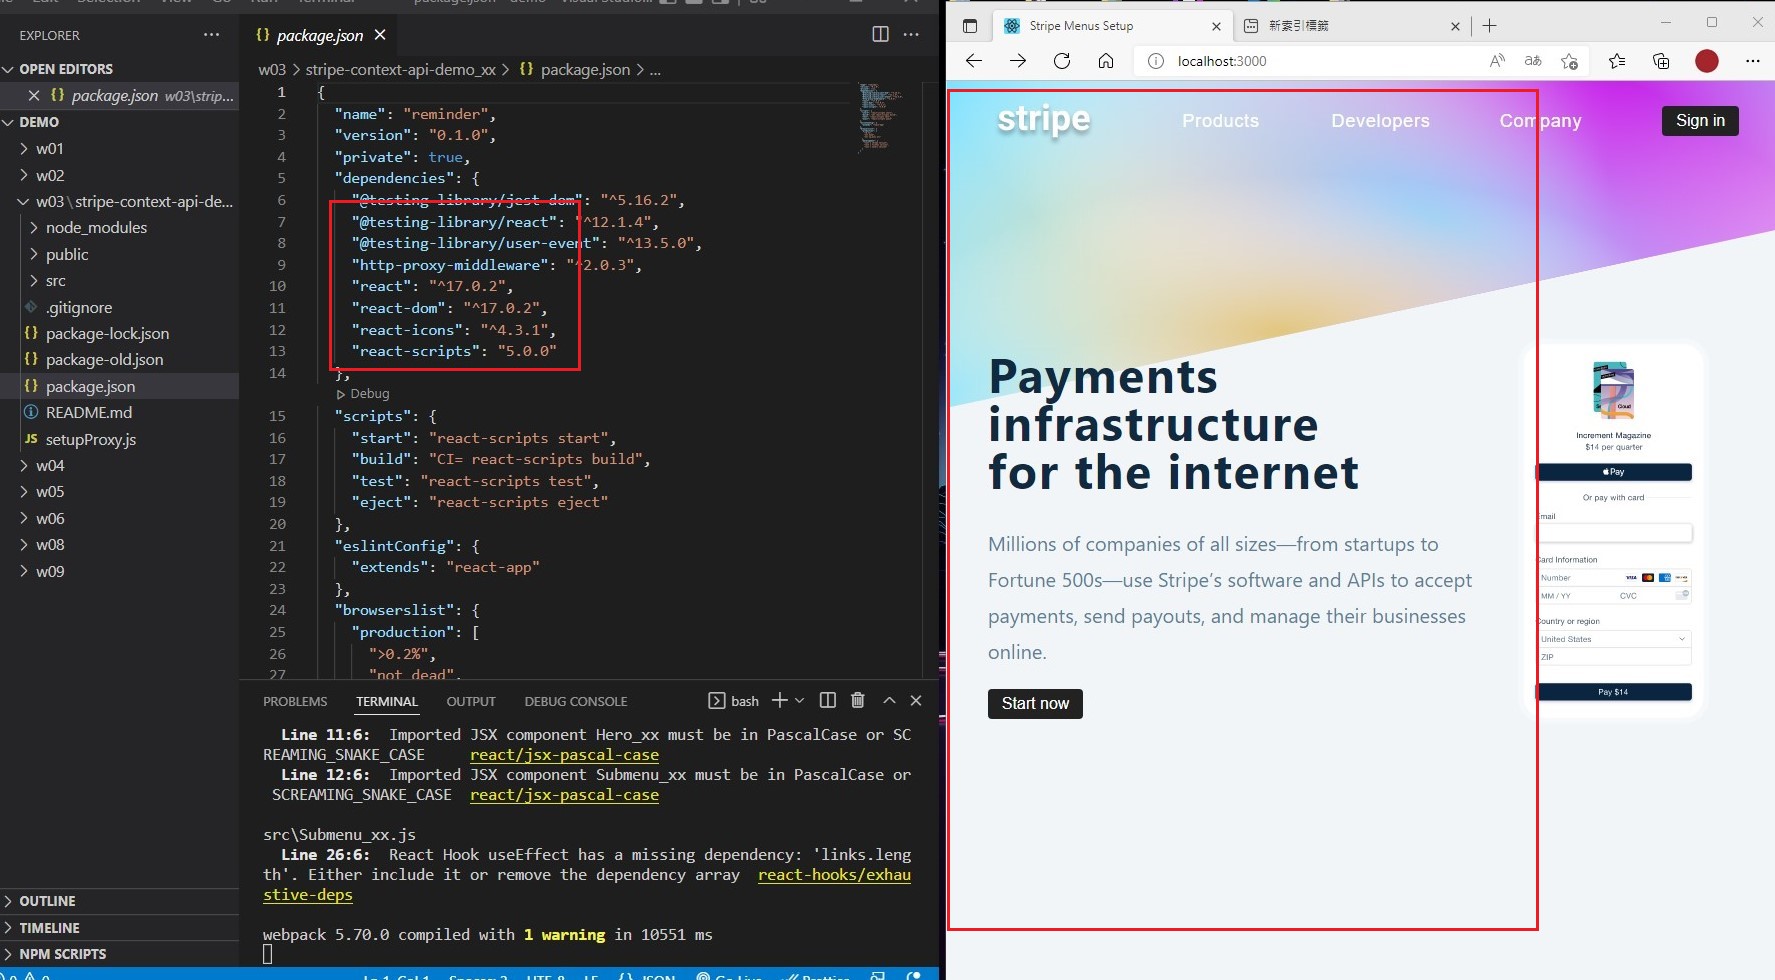 EXPLORER
OPEN EDITORS
package.json w03\strip...
DEMO
w01
w02
w03\stripe-context-api-de...
node_modules
public
src
.gitignore
package-lock.json
package-old.json
package.json
README.md
JS setupProxy.js
w04
w05
w06
w08
w09
OUTLINE
TIMELINE
NPM SCRIPTS
package.json
w03 > stripe-context-api-demo_xx > {} package.json > ...
1 {
2 "name": "reminder",
3 "version": "0.1.0",
4 "private": true,
5 "dependencies": {
6 "@testing-library/jest-dom": "^5.16.2",
7 "@testing-library/react": "^12.1.4",
8 "@testing-library/user-event": "^13.5.0",
9 "http-proxy-middleware": "^2.0.3",
10 "react": "^17.0.2",
11 "react-dom": "^17.0.2",
12 "react-icons": "^4.3.1",
13 "react-scripts": "5.0.0"
14 },
Debug
15 "scripts": {
16 "start": "react-scripts start",
17 "build": "CI= react-scripts build",
18 "test": "react-scripts test",
19 "eject": "react-scripts eject"
20 },
21 "eslintConfig": {
22 "extends": "react-app"
23 },
24 "browserslist": {
25 "production": [
26 ">0.2%",
27 "not dead",
PROBLEMS TERMINAL OUTPUT DEBUG CONSOLE bash
Line 11:6: Imported JSX component Hero_xx must be in PascalCase or SC
REAMING_SNAKE_CASE react/jsx-pascal-case
Line 12:6: Imported JSX component Submenu_xx must be in PascalCase or
SCREAMING_SNAKE_CASE react/jsx-pascal-case
src\Submenu_xx.js
Line 26:6: React Hook useEffect has a missing dependency: 'links.leng
th'. Either include it or remove the dependency array react-hooks/exhau
stive-deps
webpack 5.70.0 compiled with 1 warning in 10551 ms
Stripe Menus Setup
新索引標籤
localhost:3000
stripe Products Developers Company Sign in
Payments
infrastructure
for the internet
Millions of companies of all sizes—from startups to
Fortune 500s—use Stripe’s software and APIs to accept
payments, send payouts, and manage their businesses
online.
Start now
Increment Magazine
$14 per quarter
Pay
Or pay with card
Card Information
Number VISA
MM / YY CVC
Country or region
United States
ZIP
Pay $14